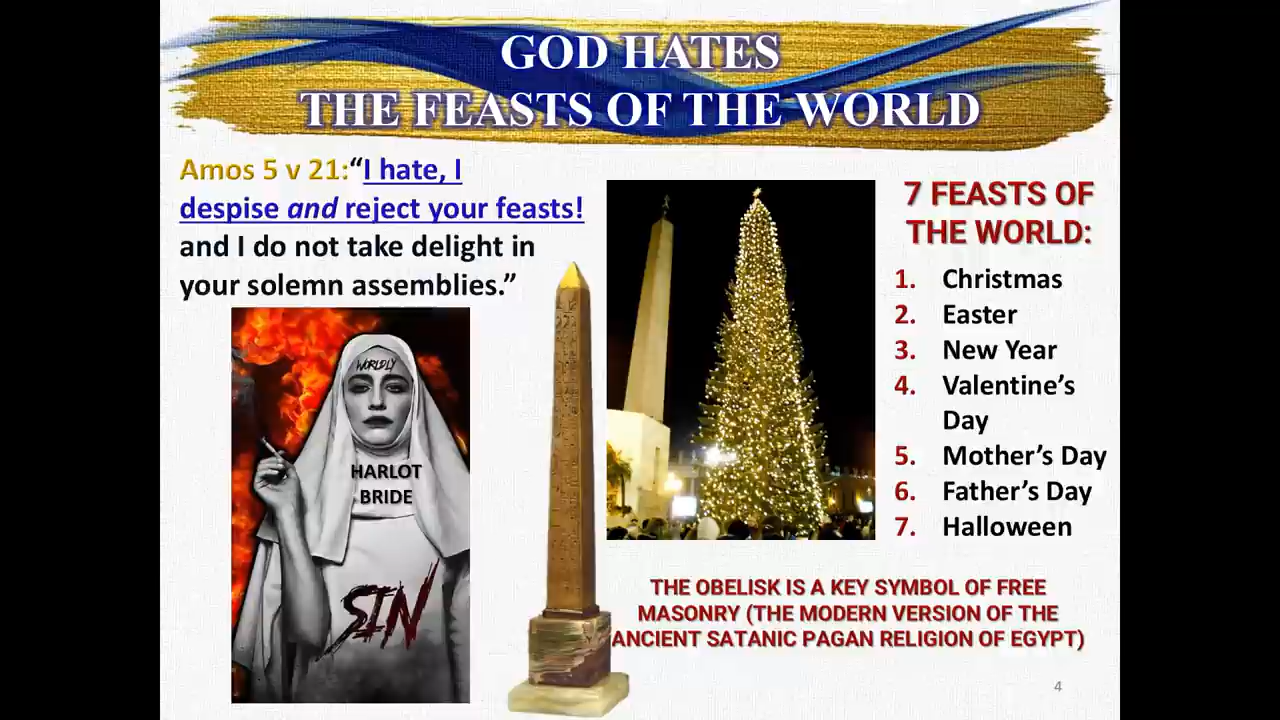 GOD HATES
THE FEASTS OF THE WORLD
Amos 5 v 21:“I hate, I
despise and reject your feasts!
and I do not take delight in
your solemn assemblies.”
WORLDLY
HARLOT
BRIDE
SIN
7 FEASTS OF
THE WORLD:
1. Christmas
2. Easter
3. New Year
4. Valentine’s
Day
5. Mother’s Day
6. Father’s Day
7. Halloween
THE OBELISK IS A KEY SYMBOL OF FREE
MASONRY (THE MODERN VERSION OF THE
ANCIENT SATANIC PAGAN RELIGION OF EGYPT)
4